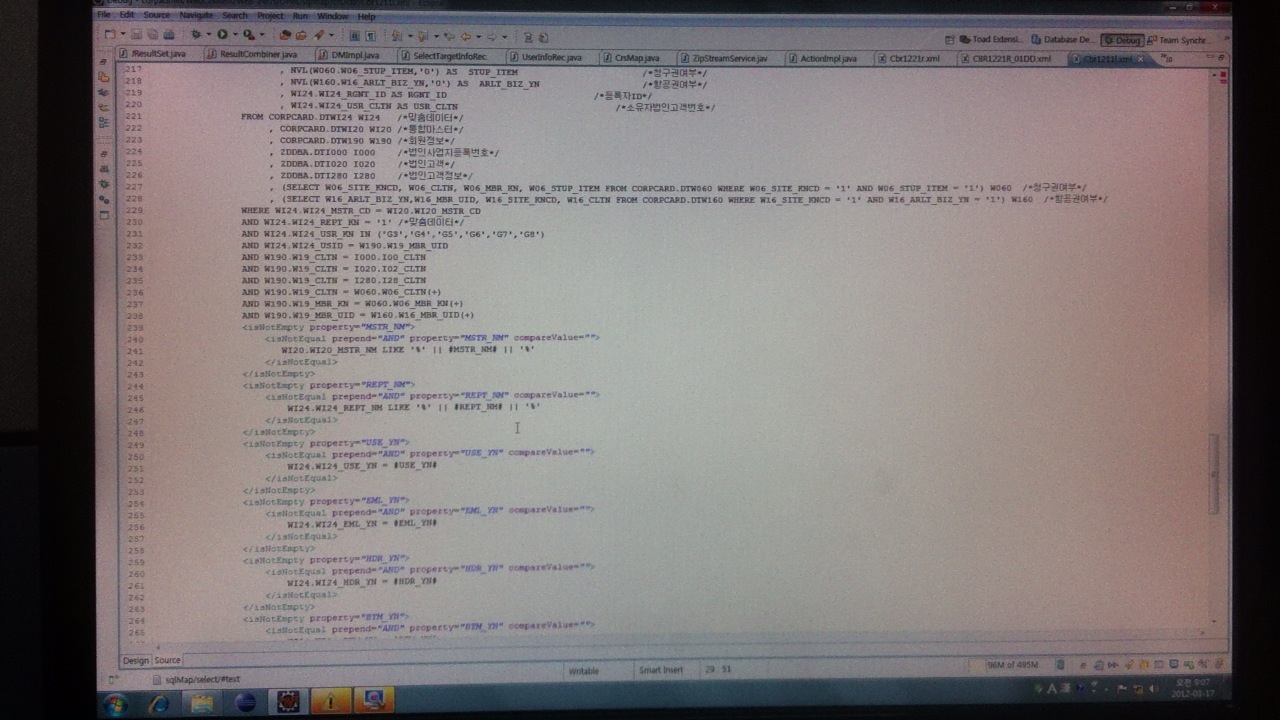 File Edit Source Navigate Search Project Run Window Help
Toad Extensi... Database De... Debug Team Synchr...
JResultSet.java ResultCombiner.java DMImpl.java SelectTargetInfoRec. UserInfoRec.java CrsMap.java ZipStreamService.jav ActionImpl.java Cbr1221r.xml CBR1221R_01DD.xml Cbr1211l.xml
217 , NVL(W060.W06_STUP_ITEM,'0') AS STUP_ITEM /*청구권여부*/
218 , NVL(W160.W16_ARLT_BIZ_YN,'0') AS ARLT_BIZ_YN /*항공권여부*/
219 , WI24.WI24_RGNT_ID AS RGNT_ID /*등록자ID*/
220 , WI24.WI24_USR_CLTN AS USR_CLTN /*소유자법인고객번호*/
221 FROM CORPCARD.DTWI24 WI24 /*맞춤데이터*/
222 , CORPCARD.DTWI20 WI20 /*통합마스터*/
223 , CORPCARD.DTW190 W190 /*회원정보*/
224 , ZDDBA.DTI000 I000 /*법인사업자등록번호*/
225 , ZDDBA.DTI020 I020 /*법인고객*/
226 , ZDDBA.DTI280 I280 /*법인고객정보*/
227 , (SELECT W06_SITE_KNCD, W06_CLTN, W06_MBR_KN, W06_STUP_ITEM FROM CORPCARD.DTW060 WHERE W06_SITE_KNCD = '1' AND W06_STUP_ITEM = '1') W060 /*청구권여부*/
228 , (SELECT W16_ARLT_BIZ_YN,W16_MBR_UID, W16_SITE_KNCD, W16_CLTN FROM CORPCARD.DTW160 WHERE W16_SITE_KNCD = '1' AND W16_ARLT_BIZ_YN = '1') W160 /*항공권여부*/
229 WHERE WI24.WI24_MSTR_CD = WI20.WI20_MSTR_CD
230 AND WI24.WI24_REPT_KN = '1' /*맞춤데이터*/
231 AND WI24.WI24_USR_KN IN ('G3','G4','G5','G6','G7','G8')
232 AND WI24.WI24_USID = W190.W19_MBR_UID
233 AND W190.W19_CLTN = I000.I00_CLTN
234 AND W190.W19_CLTN = I020.I02_CLTN
235 AND W190.W19_CLTN = I280.I28_CLTN
236 AND W190.W19_CLTN = W060.W06_CLTN(+)
237 AND W190.W19_MBR_KN = W060.W06_MBR_KN(+)
238 AND W190.W19_MBR_UID = W160.W16_MBR_UID(+)
239 <isNotEmpty property="MSTR_NM">
240 <isNotEqual prepend="AND" property="MSTR_NM" compareValue="">
241 WI20.WI20_MSTR_NM LIKE '%' || #MSTR_NM# || '%'
242 </isNotEqual>
243 </isNotEmpty>
244 <isNotEmpty property="REPT_NM">
245 <isNotEqual prepend="AND" property="REPT_NM" compareValue="">
246 WI24.WI24_REPT_NM LIKE '%' || #REPT_NM# || '%'
247 </isNotEqual>
248 </isNotEmpty>
249 <isNotEmpty property="USE_YN">
250 <isNotEqual prepend="AND" property="USE_YN" compareValue="">
251 WI24.WI24_USE_YN = #USE_YN#
252 </isNotEqual>
253 </isNotEmpty>
254 <isNotEmpty property="EML_YN">
255 <isNotEqual prepend="AND" property="EML_YN" compareValue="">
256 WI24.WI24_EML_YN = #EML_YN#
257 </isNotEqual>
258 </isNotEmpty>
259 <isNotEmpty property="HDR_YN">
260 <isNotEqual prepend="AND" property="HDR_YN" compareValue="">
261 WI24.WI24_HDR_YN = #HDR_YN#
262 </isNotEqual>
263 </isNotEmpty>
264 <isNotEmpty property="BTM_YN">
265 <isNotEqual prepend="AND" property="BTM_YN" compareValue="">
Design Source
Writable Smart Insert 29 : 51 96M of 495M
sqlMap/select/#text
A 漢 오전 9:07
2012-03-17